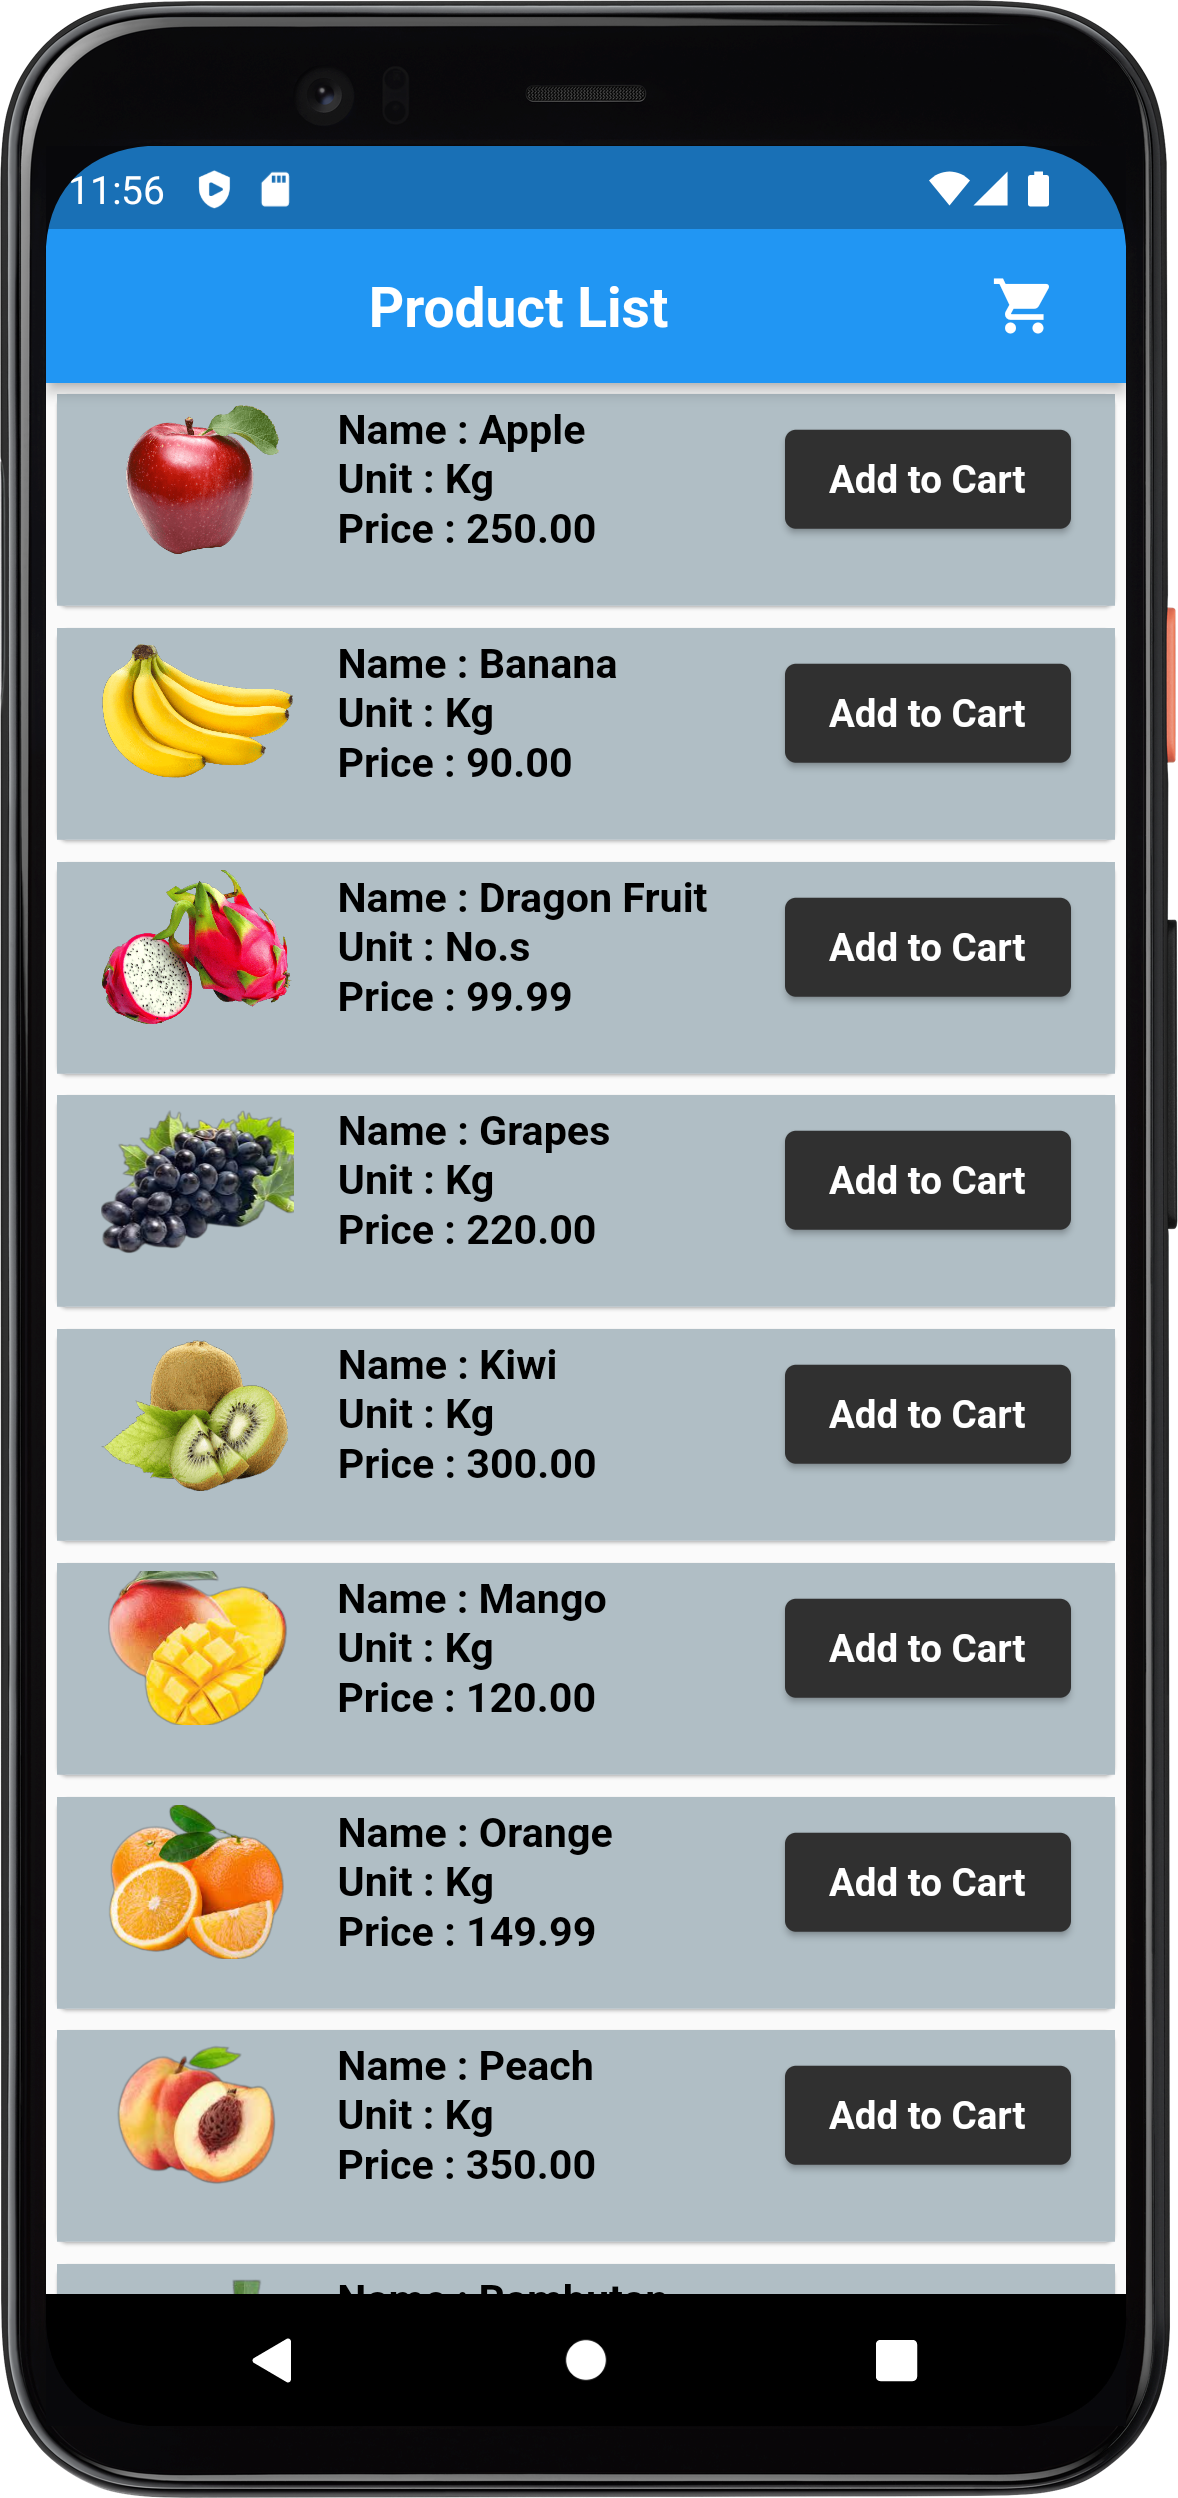 11:56
Product List
Name : Apple
Unit : Kg
Price : 250.00
Add to Cart
Name : Banana
Unit : Kg
Price : 90.00
Add to Cart
Name : Dragon Fruit
Unit : No.s
Price : 99.99
Add to Cart
Name : Grapes
Unit : Kg
Price : 220.00
Add to Cart
Name : Kiwi
Unit : Kg
Price : 300.00
Add to Cart
Name : Mango
Unit : Kg
Price : 120.00
Add to Cart
Name : Orange
Unit : Kg
Price : 149.99
Add to Cart
Name : Peach
Unit : Kg
Price : 350.00
Add to Cart
Name : Rambutan